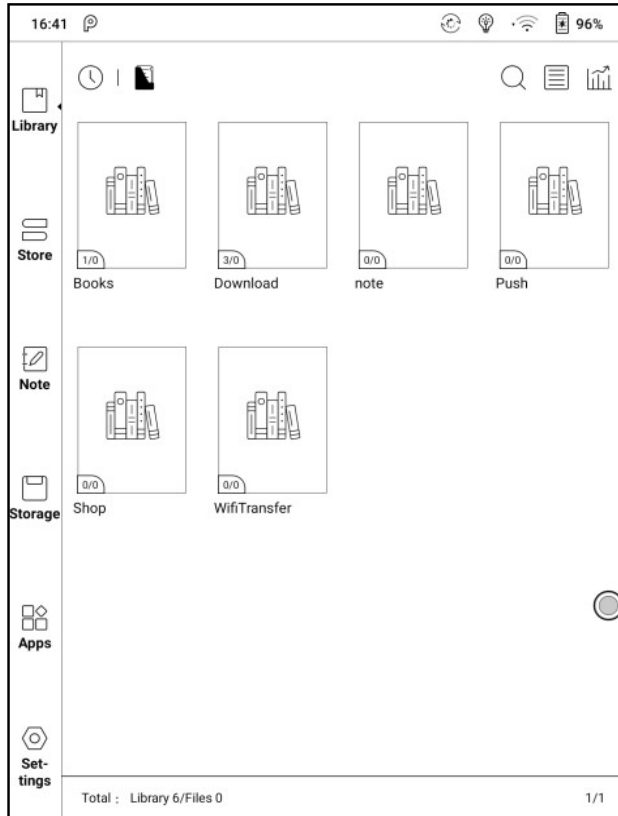 16:41
96%
Library
Store
Note
Storage
Apps
Set-
tings
1/0
3/0
0/0
0/0
Books
Download
note
Push
0/0
0/0
Shop
WifiTransfer
Total : Library 6/Files 0
1/1